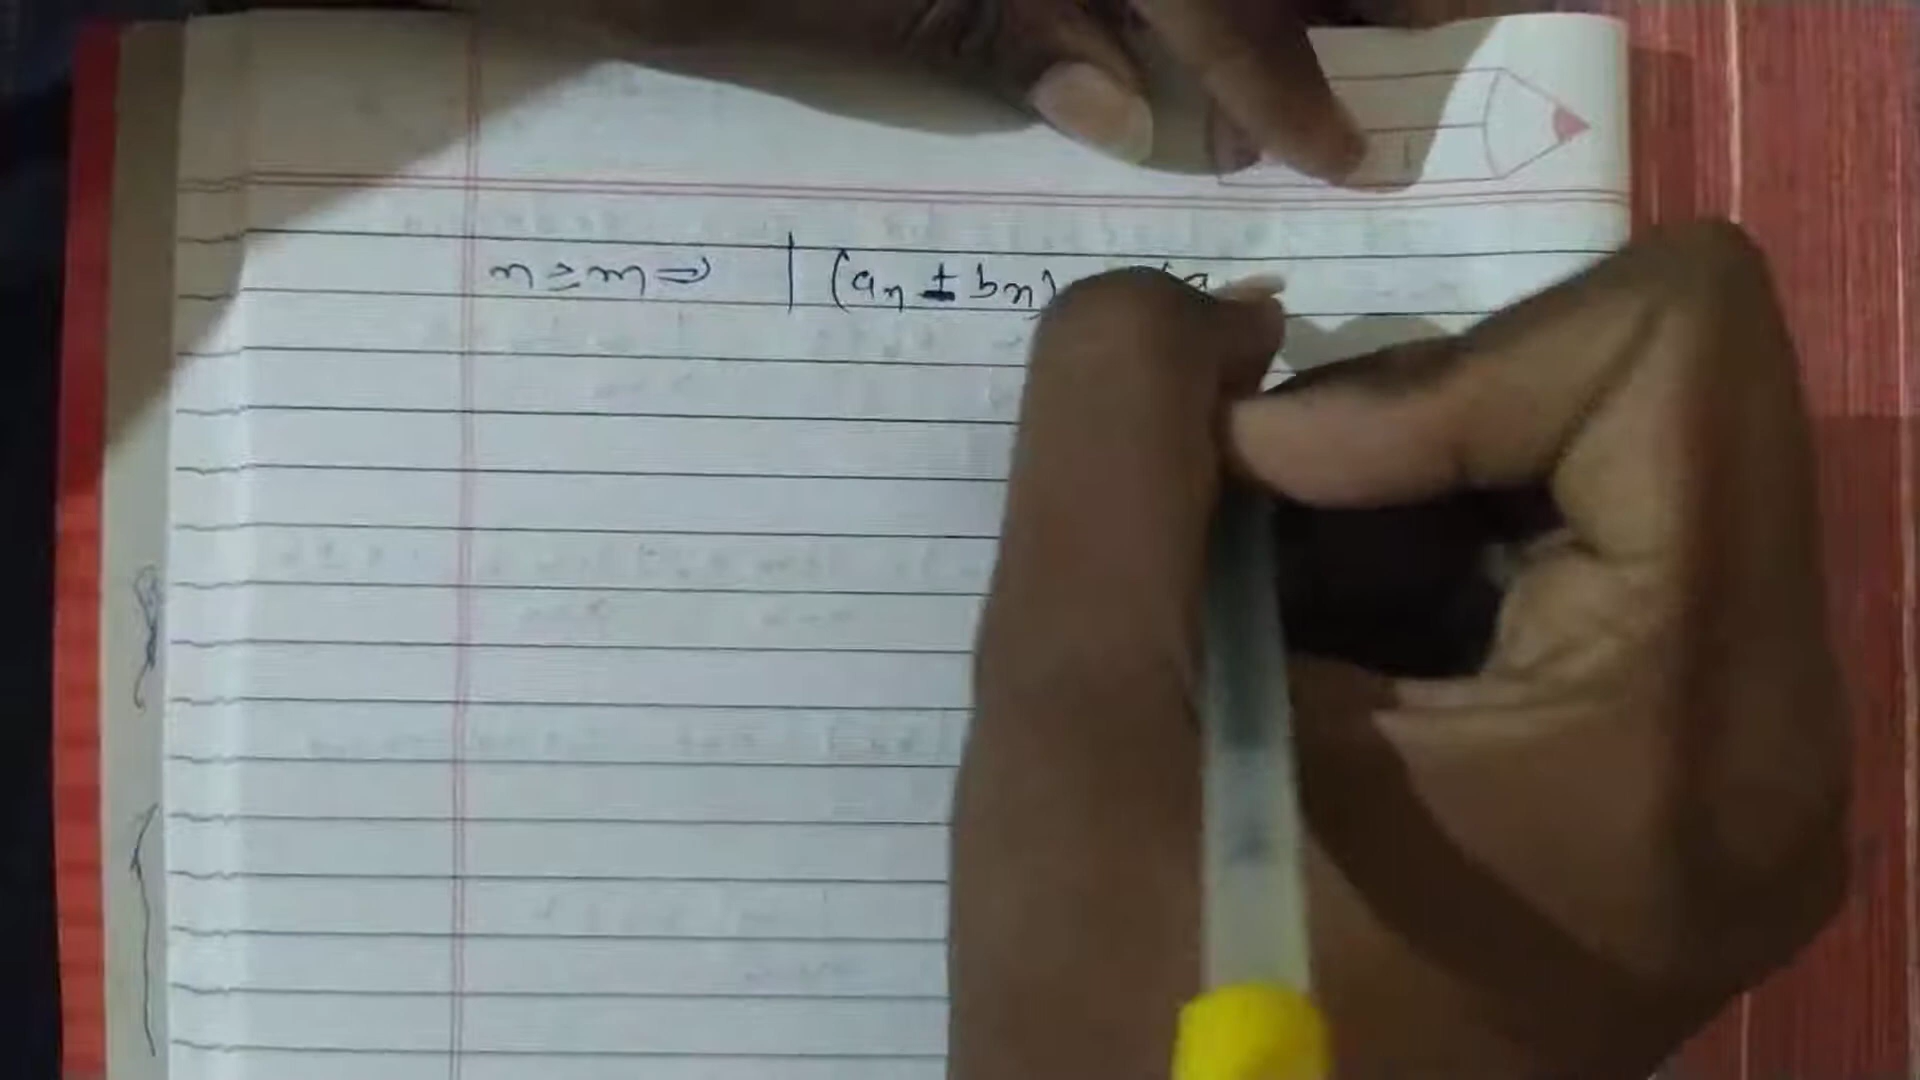 n ≥ m ⇒ | (aₙ ± bₙ) (a